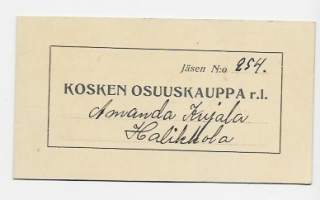 Jäsen N:o 254.
KOSKEN OSUUSKAUPPA r.l.
Amanda Kujala
Halikkola